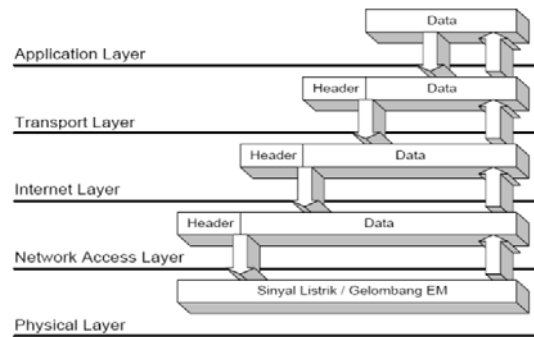 Data
Application Layer
Header Data
Transport Layer
Header Data
Internet Layer
Header Data
Network Access Layer
Sinyal Listrik / Gelombang EM
Physical Layer